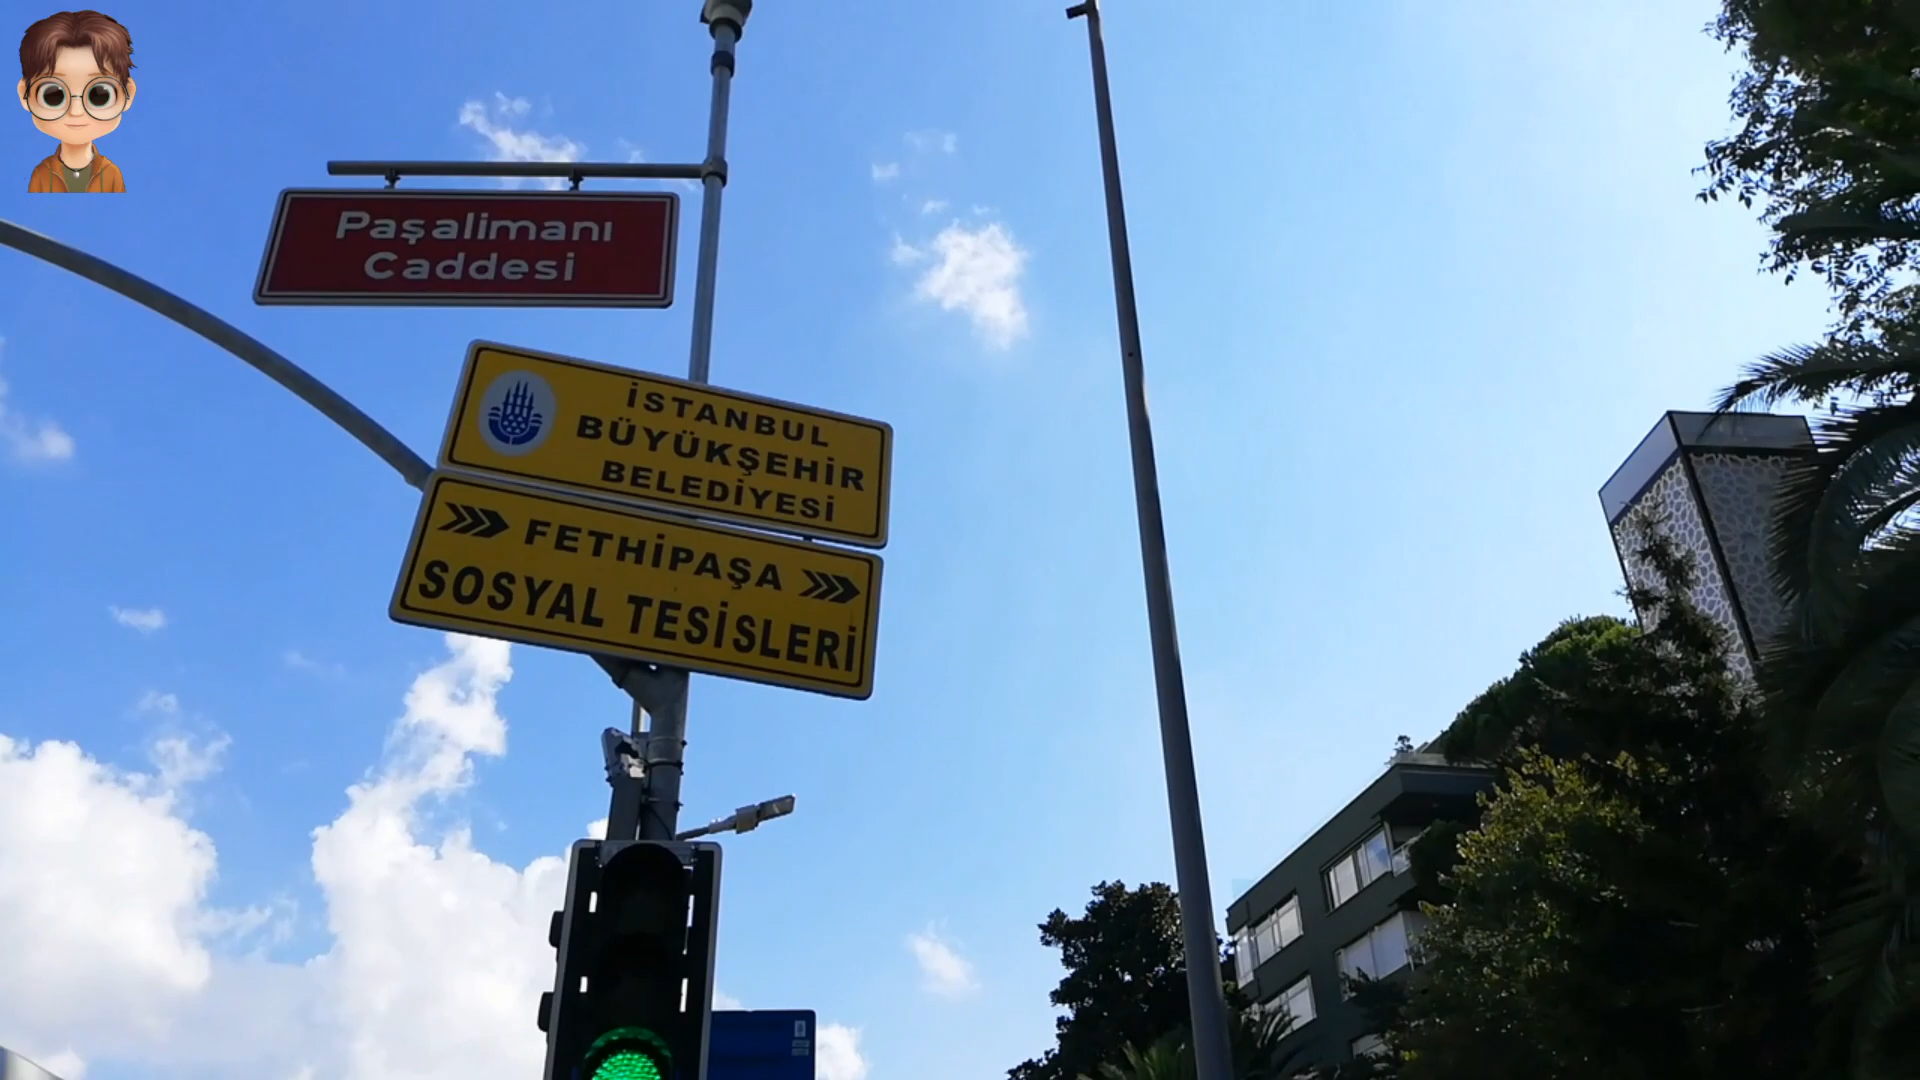 Paşalimanı
Caddesi
İSTANBUL
BÜYÜKŞEHİR
BELEDİYESİ
FETHİPAŞA
SOSYAL TESİSLERİ